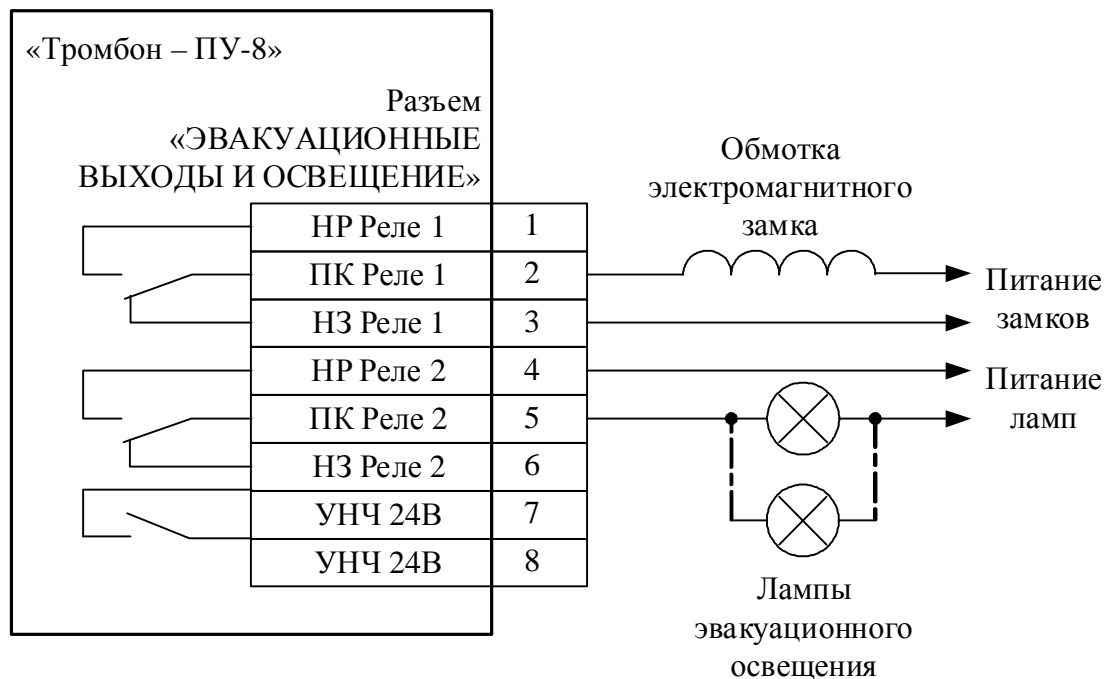 «Тромбон – ПУ-8»
Разъем
«ЭВАКУАЦИОННЫЕ
ВЫХОДЫ И ОСВЕЩЕНИЕ»
НР Реле 1 1
ПК Реле 1 2
НЗ Реле 1 3
НР Реле 2 4
ПК Реле 2 5
НЗ Реле 2 6
УНЧ 24В 7
УНЧ 24В 8
Обмотка
электромагнитного
замка
Питание
замков
Питание
ламп
Лампы
эвакуационного
освещения